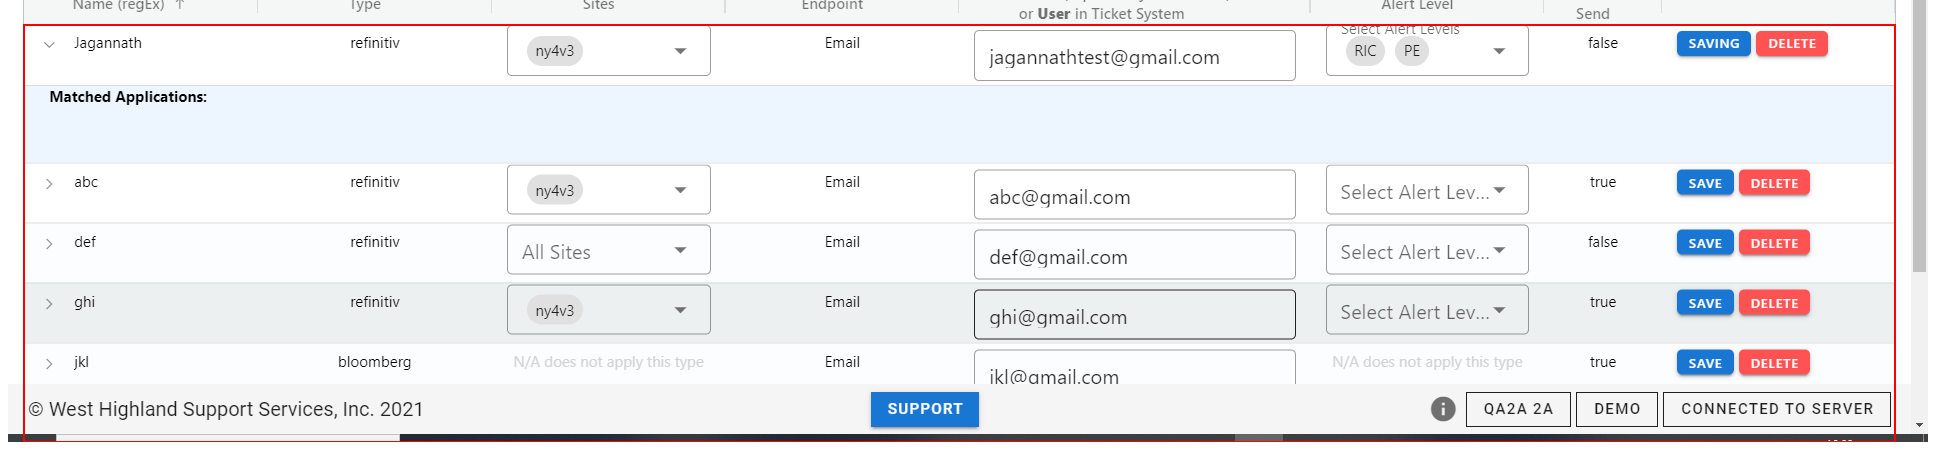 Name (regEx) ↑ Type Sites Endpoint Alert Level
or User in Ticket System Send
Select Alert Levels
Jagannath refinitiv ny4v3 Email jagannathtest@gmail.com RIC PE false SAVING DELETE
Matched Applications:
abc refinitiv ny4v3 Email abc@gmail.com Select Alert Lev... true SAVE DELETE
def refinitiv All Sites Email def@gmail.com Select Alert Lev... false SAVE DELETE
ghi refinitiv ny4v3 Email ghi@gmail.com Select Alert Lev... true SAVE DELETE
jkl bloomberg N/A does not apply this type Email jkl@gmail.com N/A does not apply this type true SAVE DELETE
© West Highland Support Services, Inc. 2021 SUPPORT QA2A 2A DEMO CONNECTED TO SERVER